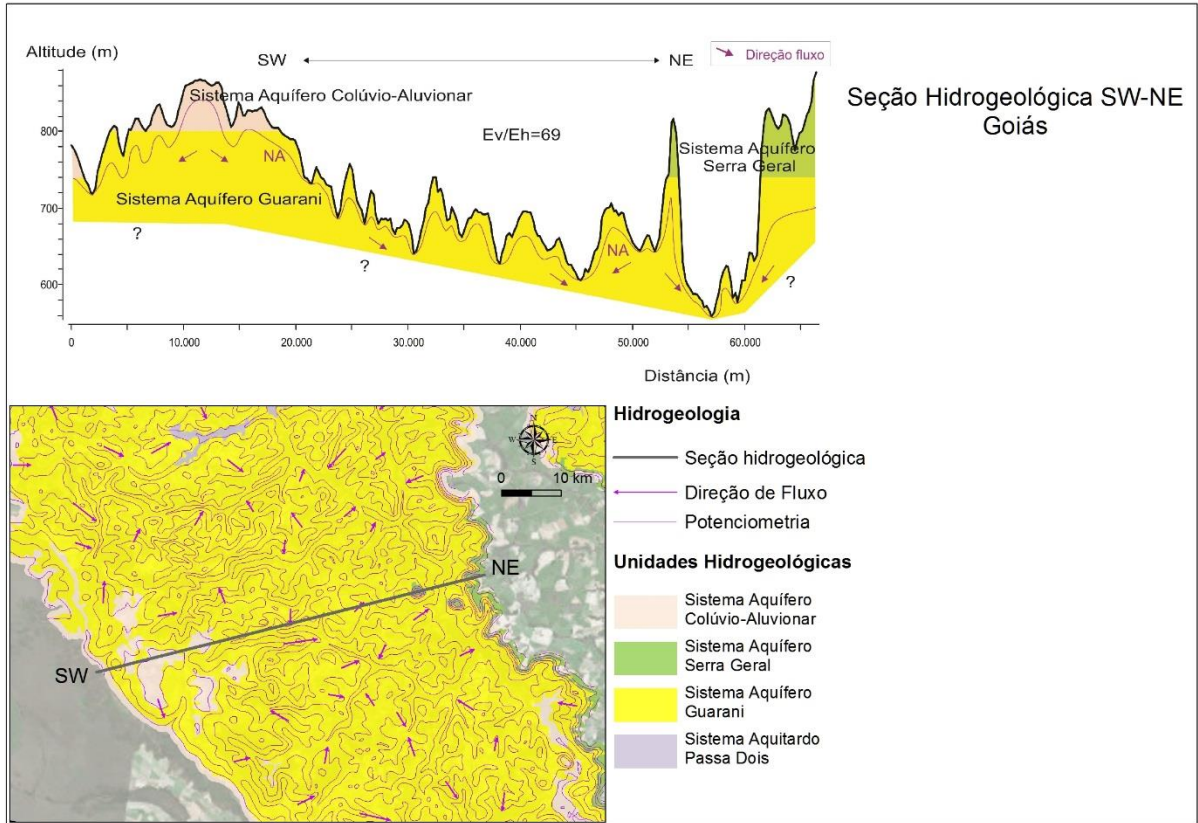 Altitude (m)
SW
NE
Direção fluxo
Seção Hidrogeológica SW-NE
Goiás
Sistema Aquífero Colúvio-Aluvionar
Ev/Eh=69
Sistema Aquífero
Serra Geral
800
NA
Sistema Aquífero Guarani
700
?
NA
?
?
600
0
10.000
20.000
30.000
40.000
50.000
60.000
Distância (m)
N
W
E
S
0
10 km
NE
SW
Hidrogeologia
Seção hidrogeológica
Direção de Fluxo
Potenciometria
Unidades Hidrogeológicas
Sistema Aquífero
Colúvio-Aluvionar
Sistema Aquífero
Serra Geral
Sistema Aquífero
Guarani
Sistema Aquitardo
Passa Dois